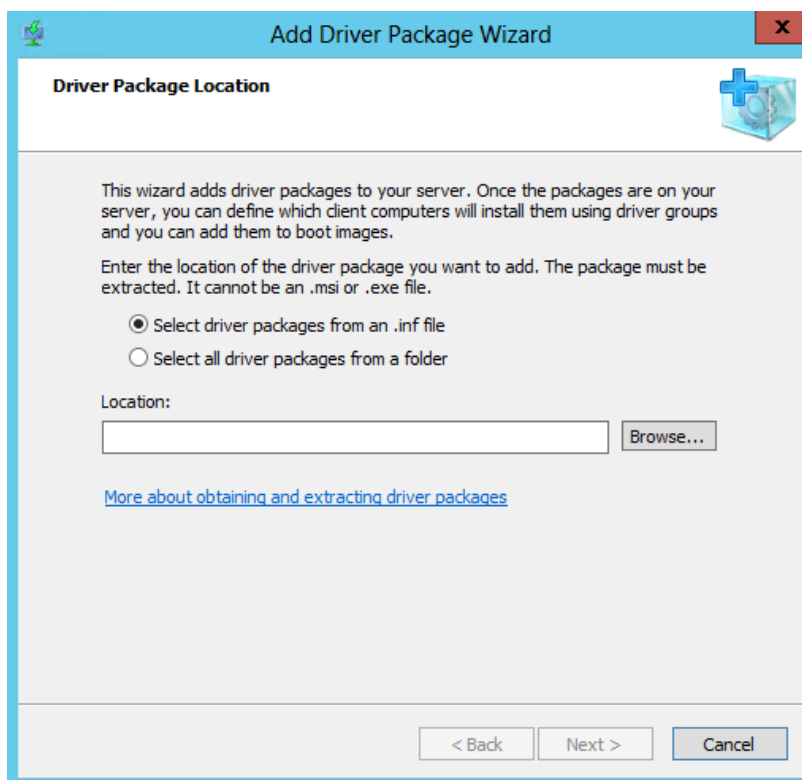 Add Driver Package Wizard
x
Driver Package Location
This wizard adds driver packages to your server. Once the packages are on your
server, you can define which client computers will install them using driver groups
and you can add them to boot images.
Enter the location of the driver package you want to add. The package must be
extracted. It cannot be an .msi or .exe file.
Select driver packages from an .inf file
Select all driver packages from a folder
Location:
Browse...
More about obtaining and extracting driver packages
< Back Next > Cancel